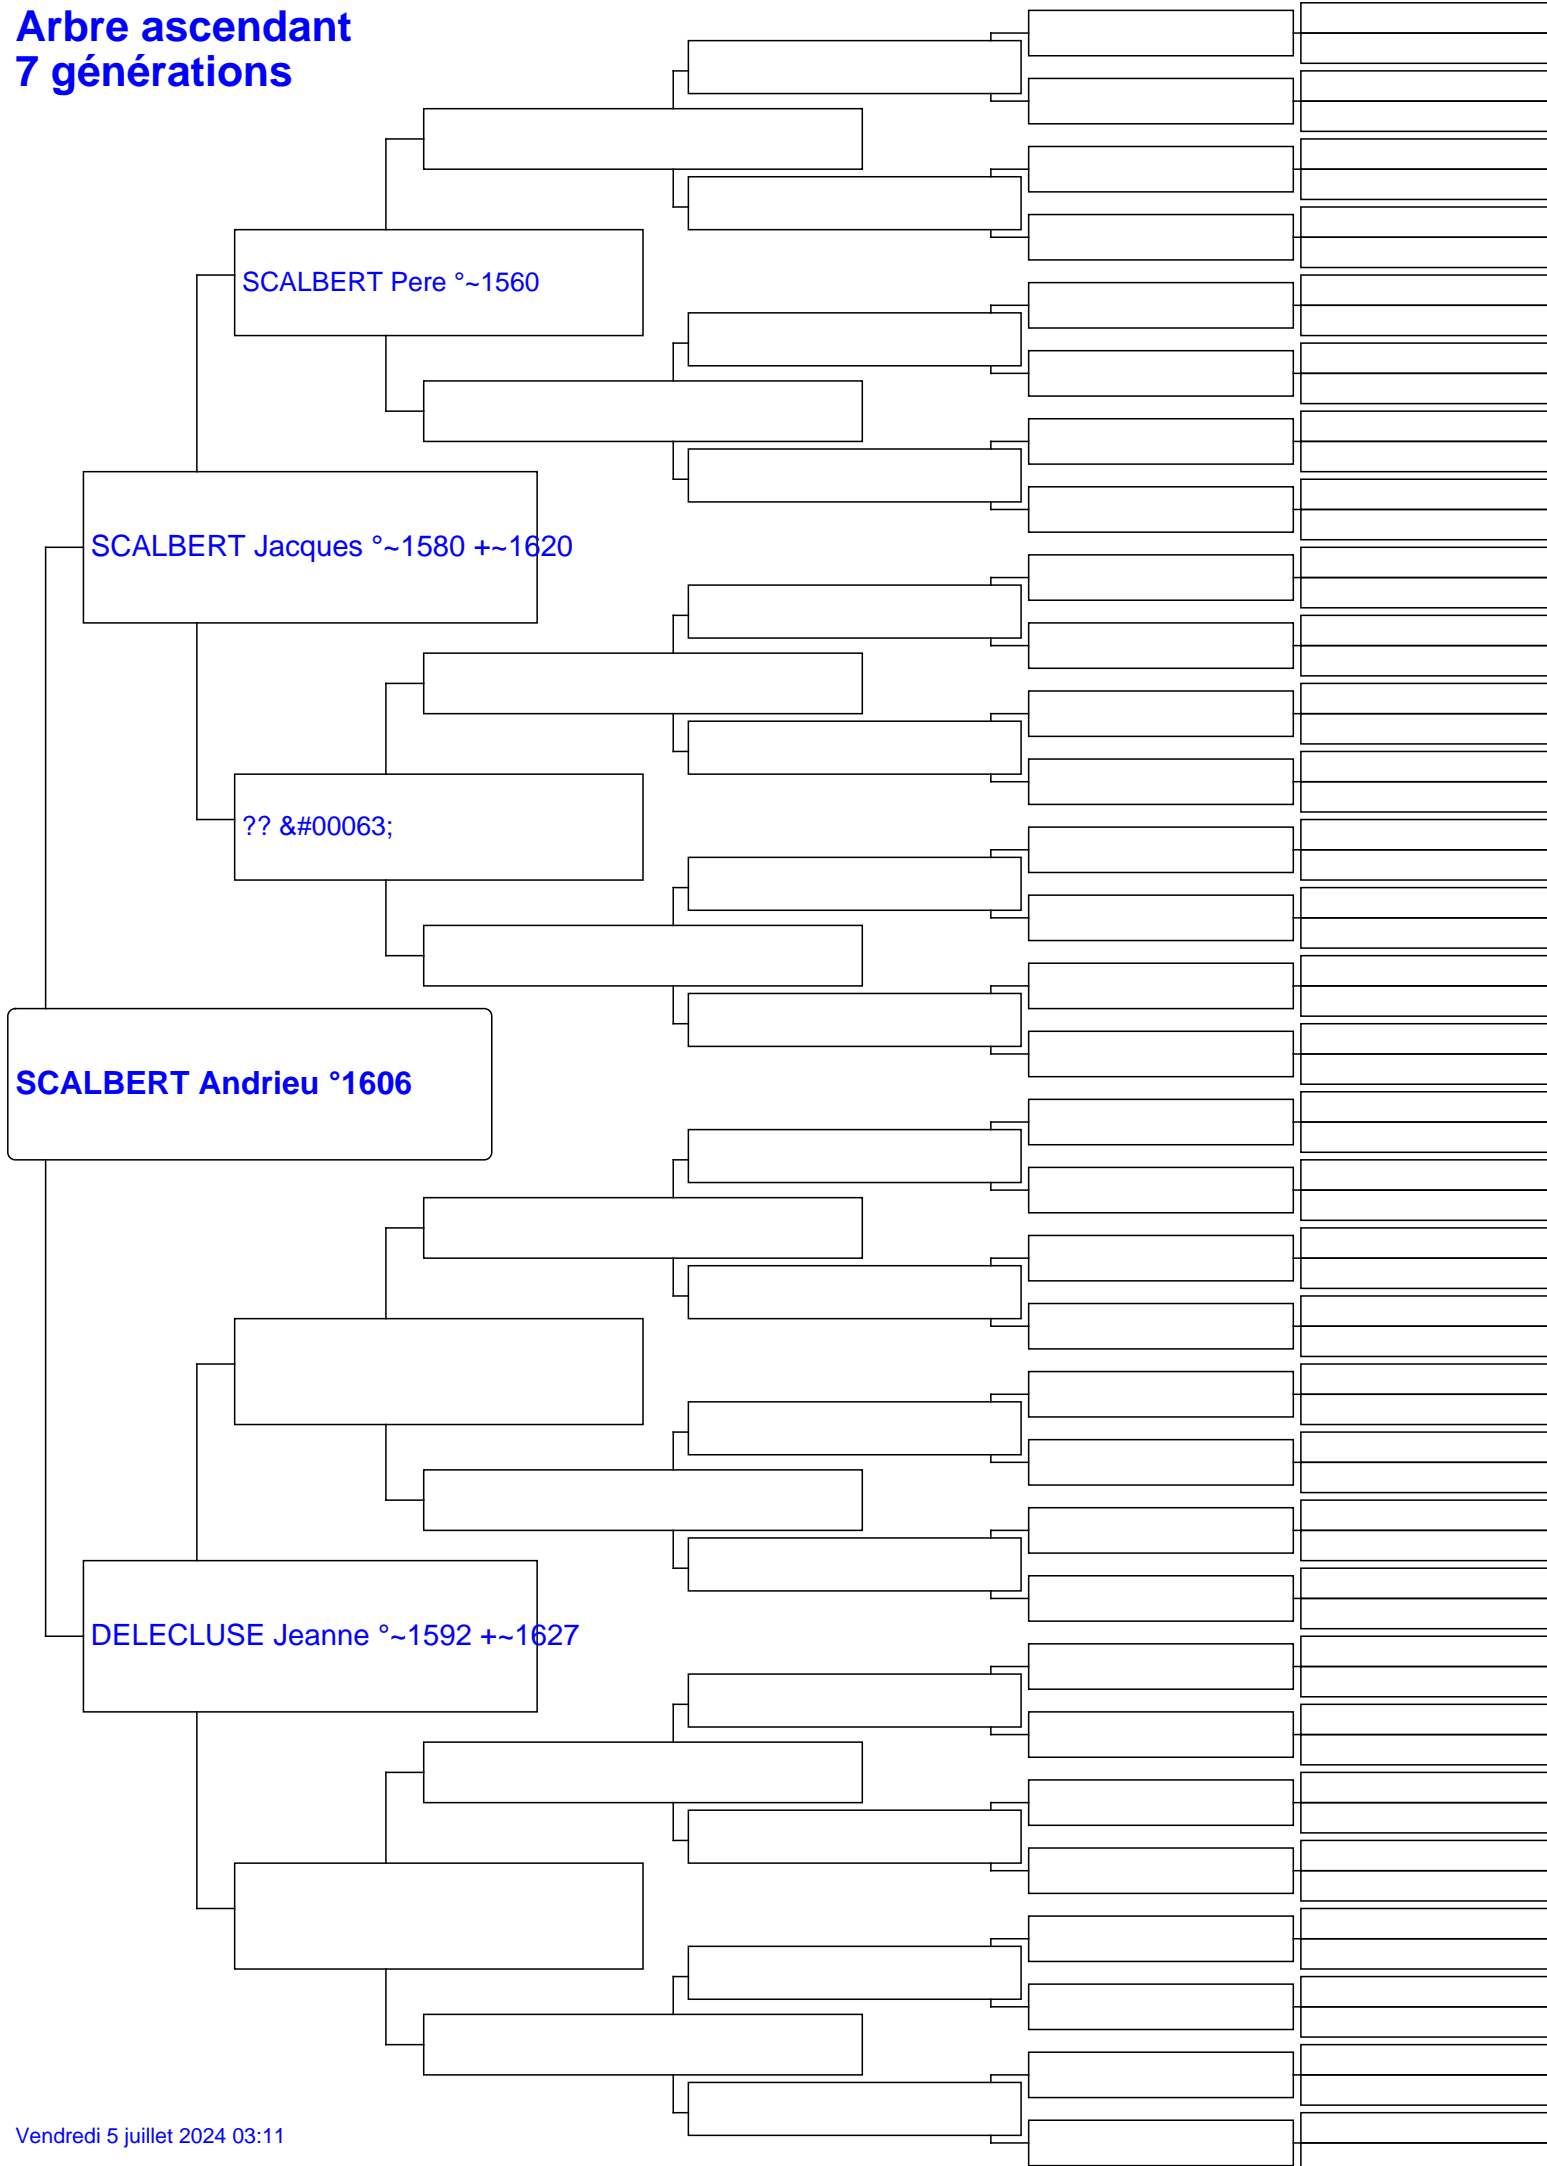 Arbre ascendant
7 générations
SCALBERT Pere °~1560
SCALBERT Jacques °~1580 +~1620
?? &#00063;
SCALBERT Andrieu °1606
DELECLUSE Jeanne °~1592 +~1627
Vendredi 5 juillet 2024 03:11